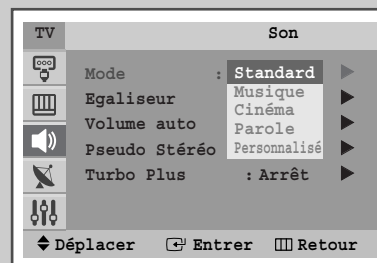 TV Son
Mode : Standard
Musique
Egaliseur
Cinéma
Volume auto
Parole
Pseudo Stéréo Personnalisé
Turbo Plus : Arrêt
Déplacer Entrer Retour